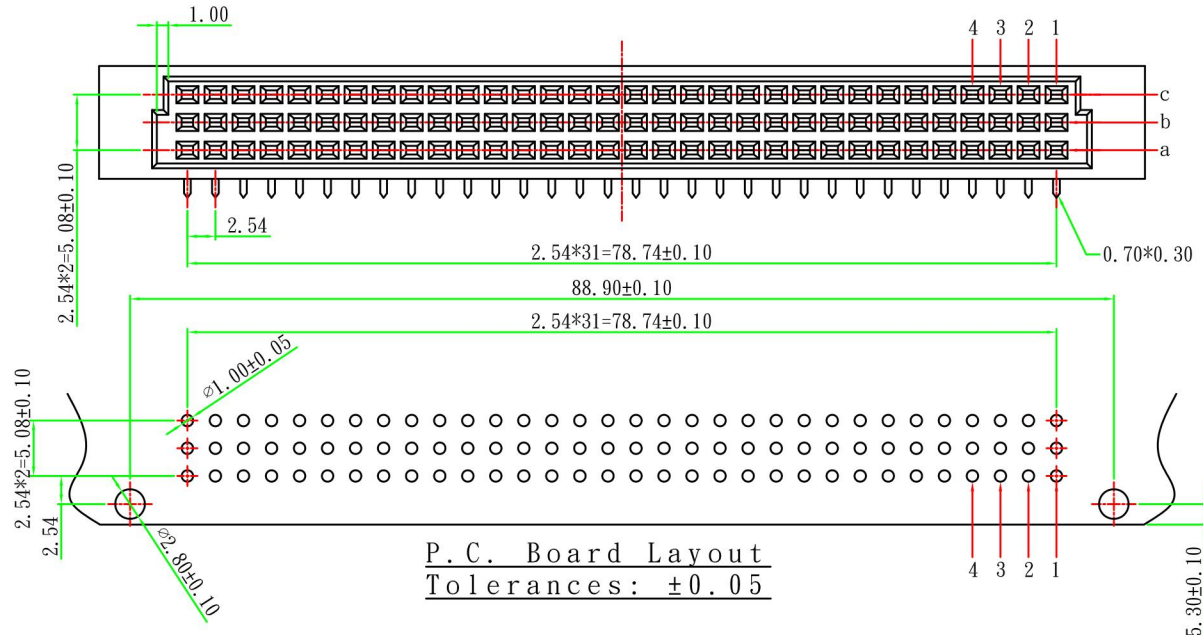 1.00
4 3 2 1
c
b
a
2.54*2=5.08±0.10
2.54
2.54*31=78.74±0.10
0.70*0.30
88.90±0.10
2.54*31=78.74±0.10
⌀1.00±0.05
2.54*2=5.08±0.10
2.54
⌀2.80±0.10
4 3 2 1
5.30±0.10
P.C. Board Layout
Tolerances: ±0.05